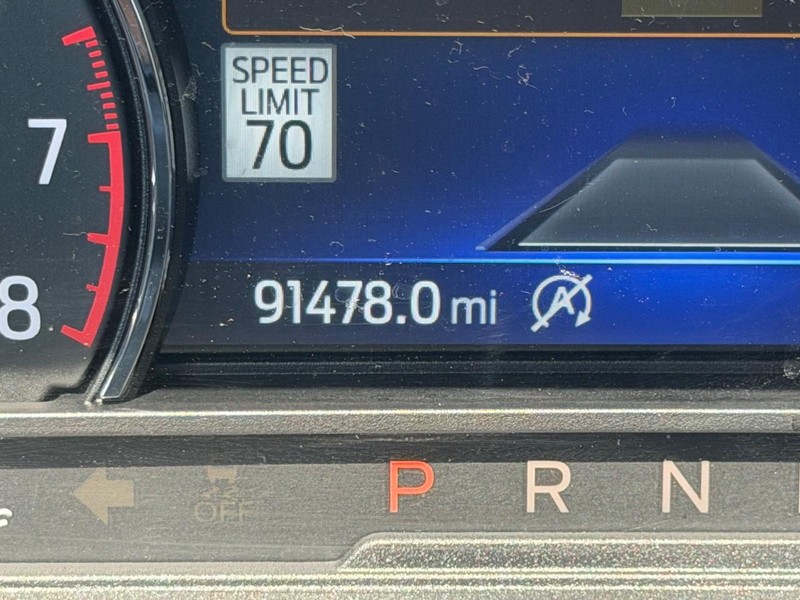 SPEED
LIMIT
70
7
8
91478.0 mi
A
OFF
P R N